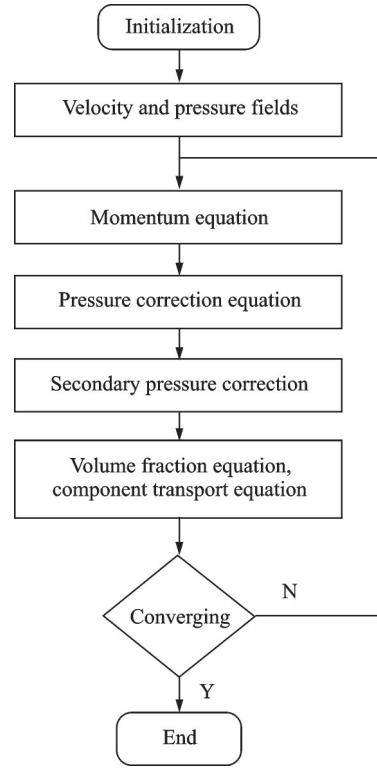 Initialization
Velocity and pressure fields
Momentum equation
Pressure correction equation
Secondary pressure correction
Volume fraction equation,
component transport equation
Converging
N
Y
End